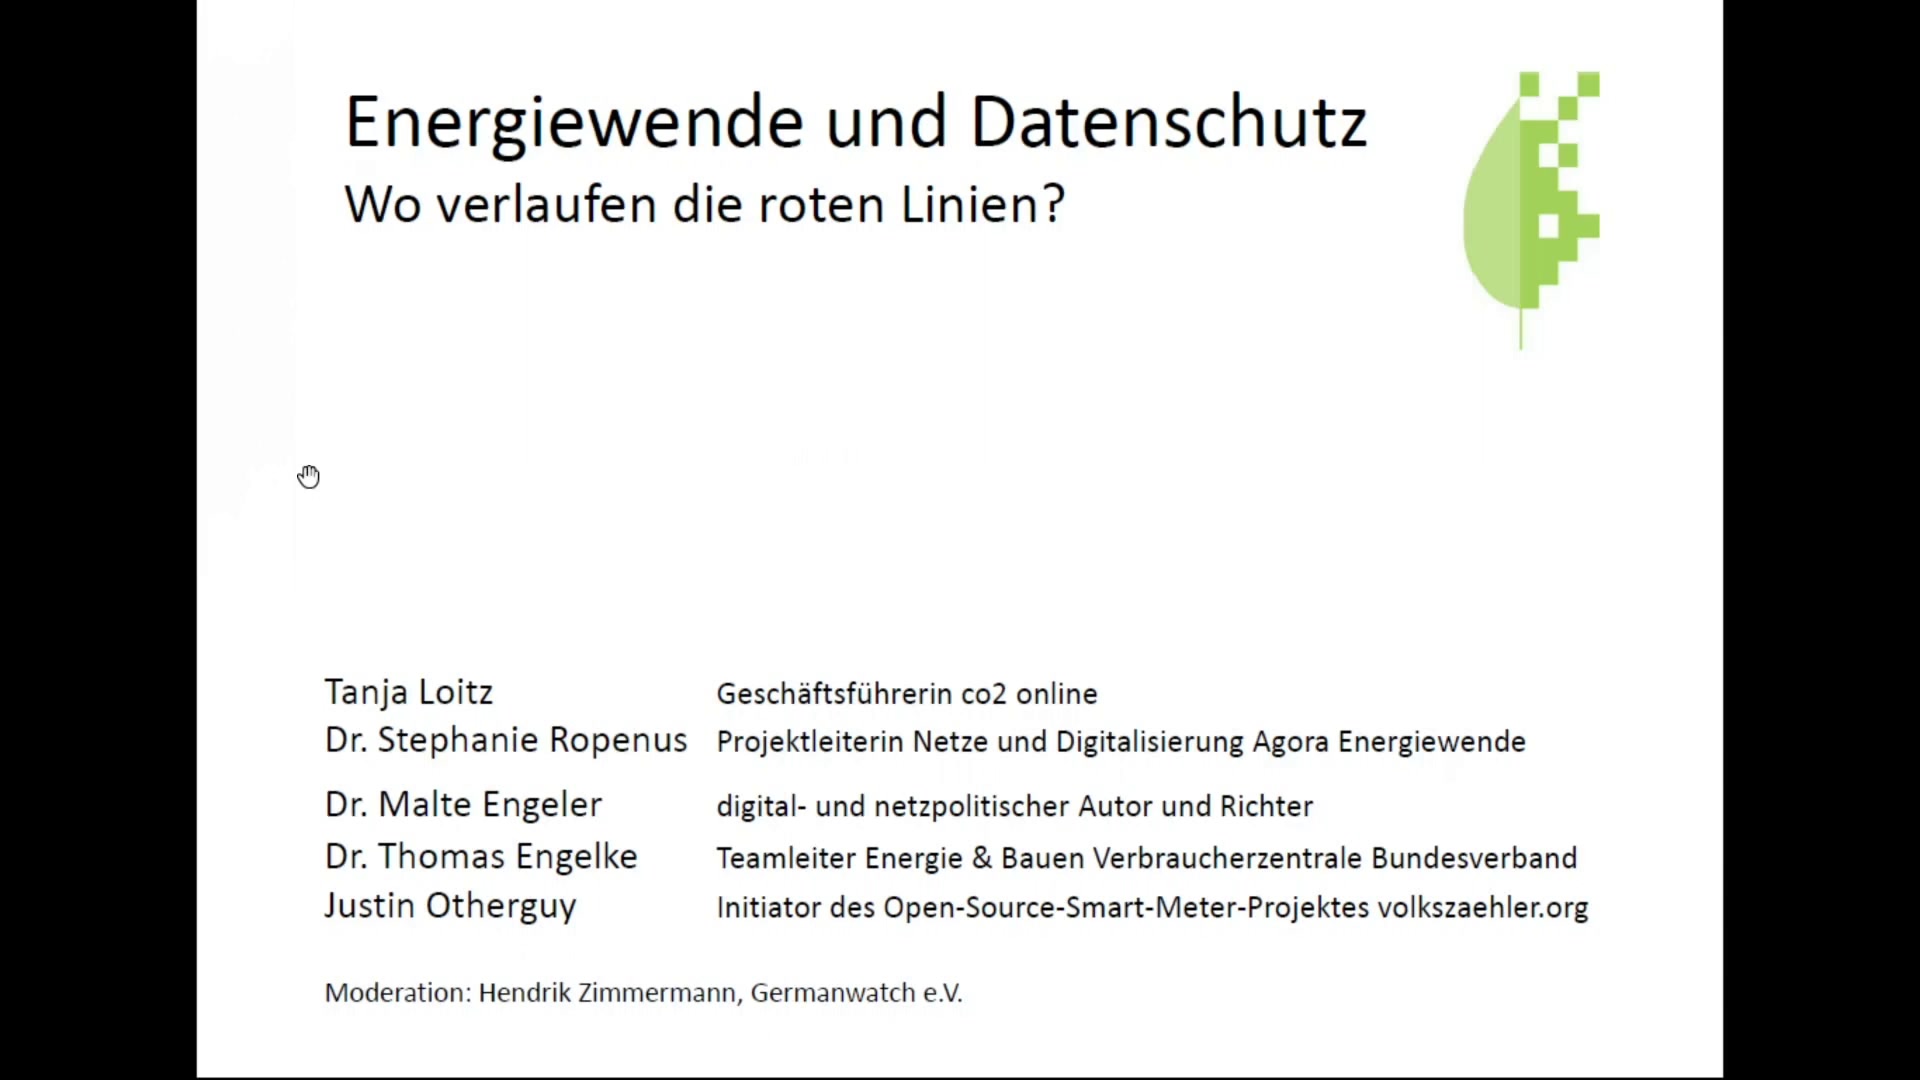 Energiewende und Datenschutz
Wo verlaufen die roten Linien?
Tanja Loitz Geschäftsführerin co2 online
Dr. Stephanie Ropenus Projektleiterin Netze und Digitalisierung Agora Energiewende
Dr. Malte Engeler digital- und netzpolitischer Autor und Richter
Dr. Thomas Engelke Teamleiter Energie & Bauen Verbraucherzentrale Bundesverband
Justin Otherguy Initiator des Open-Source-Smart-Meter-Projektes volkszaehler.org
Moderation: Hendrik Zimmermann, Germanwatch e.V.